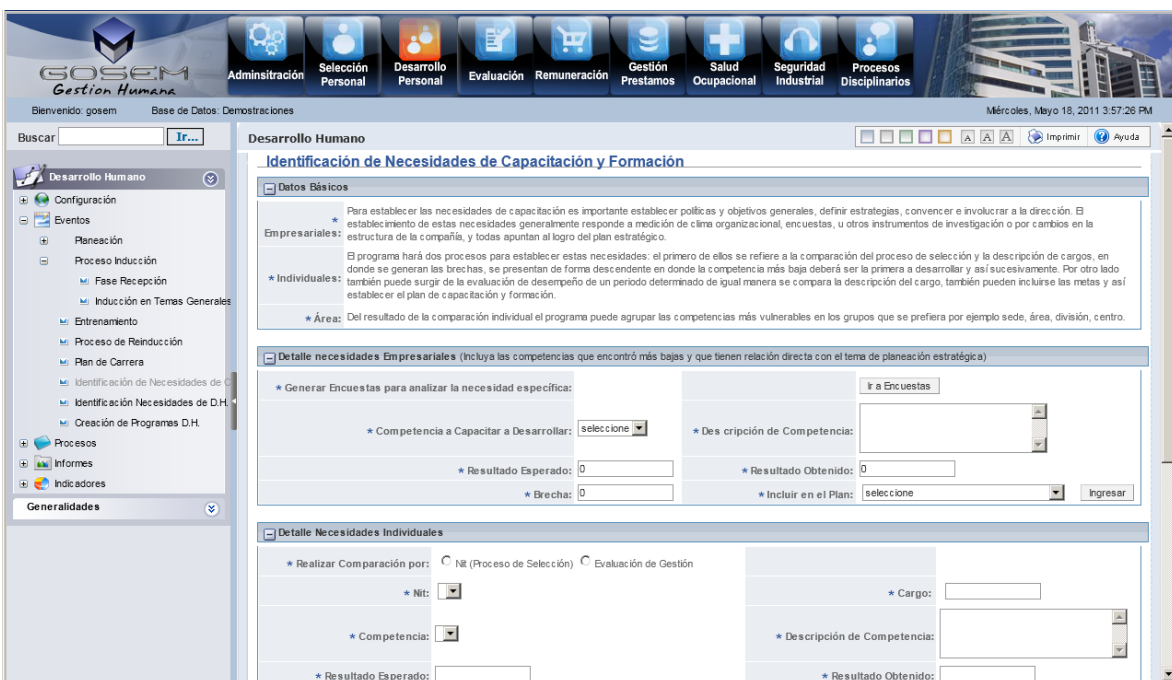 GOSEM
Gestion Humana
Adminsitración
Selección Personal
Desarrollo Personal
Evaluación
Remuneración
Gestión Prestamos
Salud Ocupacional
Seguridad Industrial
Procesos Disciplinarios
Bienvenido: gosem
Base de Datos: Demostraciones
Miércoles, Mayo 18, 2011 3:57:26 PM
Buscar
Ir...
Desarrollo Humano
Configuración
Eventos
Planeación
Proceso Inducción
Fase Recepción
Inducción en Temas Generales
Entrenamiento
Proceso de Reinducción
Plan de Carrera
Identificación de Necesidades de C
Identificación Necesidades de D.H.
Creación de Programas D.H.
Procesos
Informes
Indicadores
Generalidades
Desarrollo Humano
A A A Imprimir Ayuda
Identificación de Necesidades de Capacitación y Formación
Datos Básicos
* Empresariales:
Para establecer las necesidades de capacitación es importante establecer políticas y objetivos generales, definir estrategias, convencer e involucrar a la dirección. El
establecimiento de estas necesidades generalmente responde a medición de clima organizacional, encuestas, u otros instrumentos de investigación o por cambios en la
estructura de la compañía, y todas apuntan al logro del plan estratégico.
* Individuales:
El programa hará dos procesos para establecer estas necesidades: el primero de ellos se refiere a la comparación del proceso de selección y la descripción de cargos, en
donde se generan las brechas, se presentan de forma descendente en donde la competencia más baja deberá ser la primera a desarrollar y así sucesivamente. Por otro lado
también puede surgir de la evaluación de desempeño de un periodo determinado de igual manera se compara la descripción del cargo, también pueden incluirse las metas y así
establecer el plan de capacitación y formación.
* Área: Del resultado de la comparación individual el programa puede agrupar las competencias más vulnerables en los grupos que se prefiera por ejemplo sede, área, división, centro.
Detalle necesidades Empresariales (Incluya las competencias que encontró más bajas y que tienen relación directa con el tema de planeación estratégica)
* Generar Encuestas para analizar la necesidad específica:
Ir a Encuestas
* Competencia a Capacitar a Desarrollar: seleccione
* Des cripción de Competencia:
* Resultado Esperado: 0
* Resultado Obtenido: 0
* Brecha: 0
* Incluir en el Plan: seleccione
Ingresar
Detalle Necesidades Individuales
* Realizar Comparación por: Nit (Proceso de Selección) Evaluación de Gestión
* Nit:
* Cargo:
* Competencia:
* Descripción de Competencia:
* Resultado Esperado:
* Resultado Obtenido: